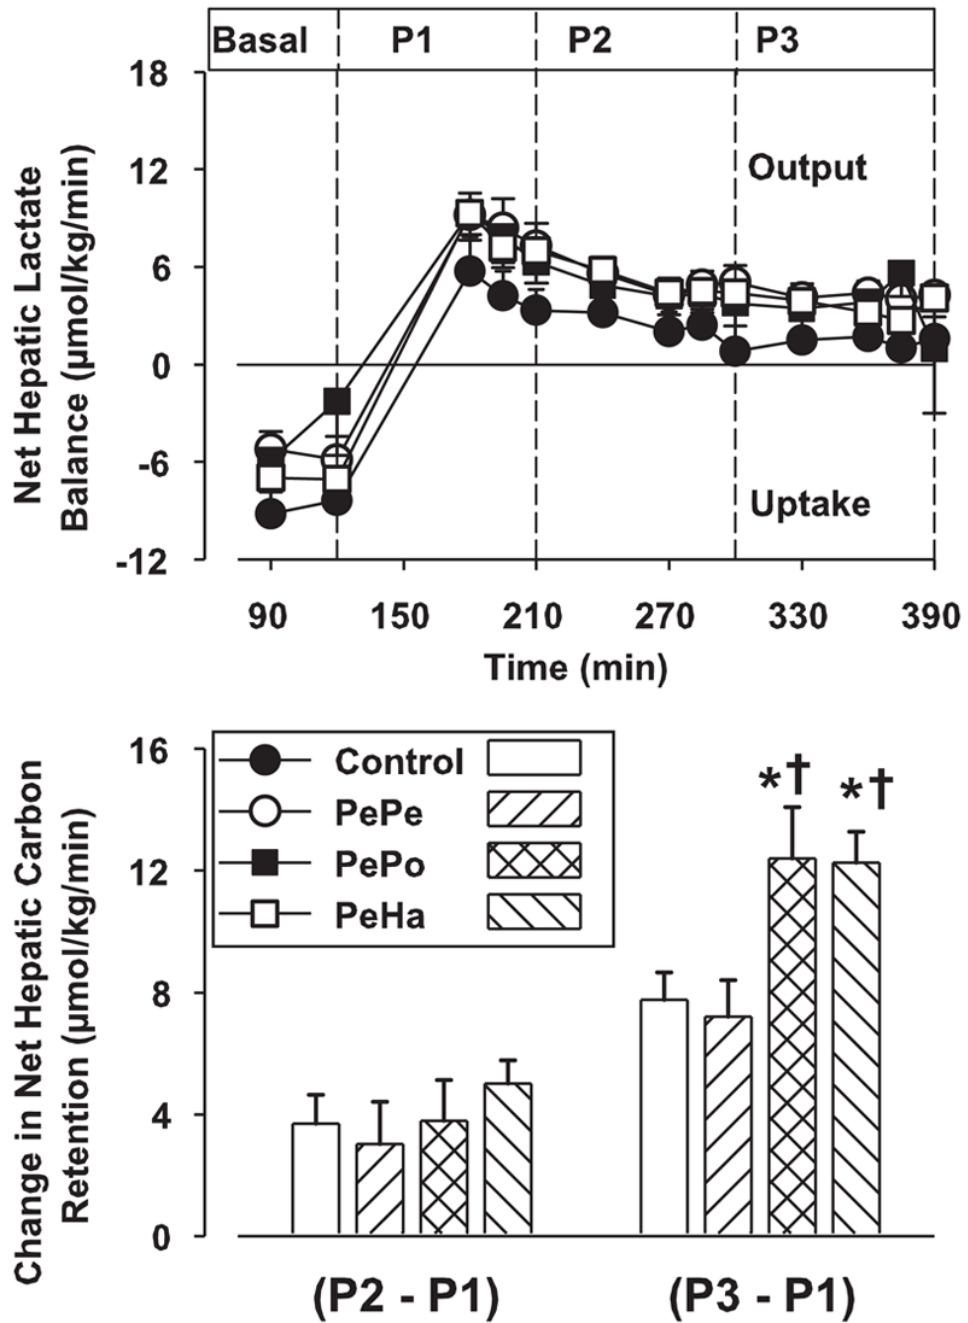 Basal P1 P2 P3
18
12
6
0
-6
-12
Net Hepatic Lactate
Balance (µmol/kg/min)
Output
Uptake
90 150 210 270 330 390
Time (min)
16
12
8
4
0
Change in Net Hepatic Carbon
Retention (µmol/kg/min)
Control
PePe
PePo
PeHa
*† *†
(P2 - P1) (P3 - P1)